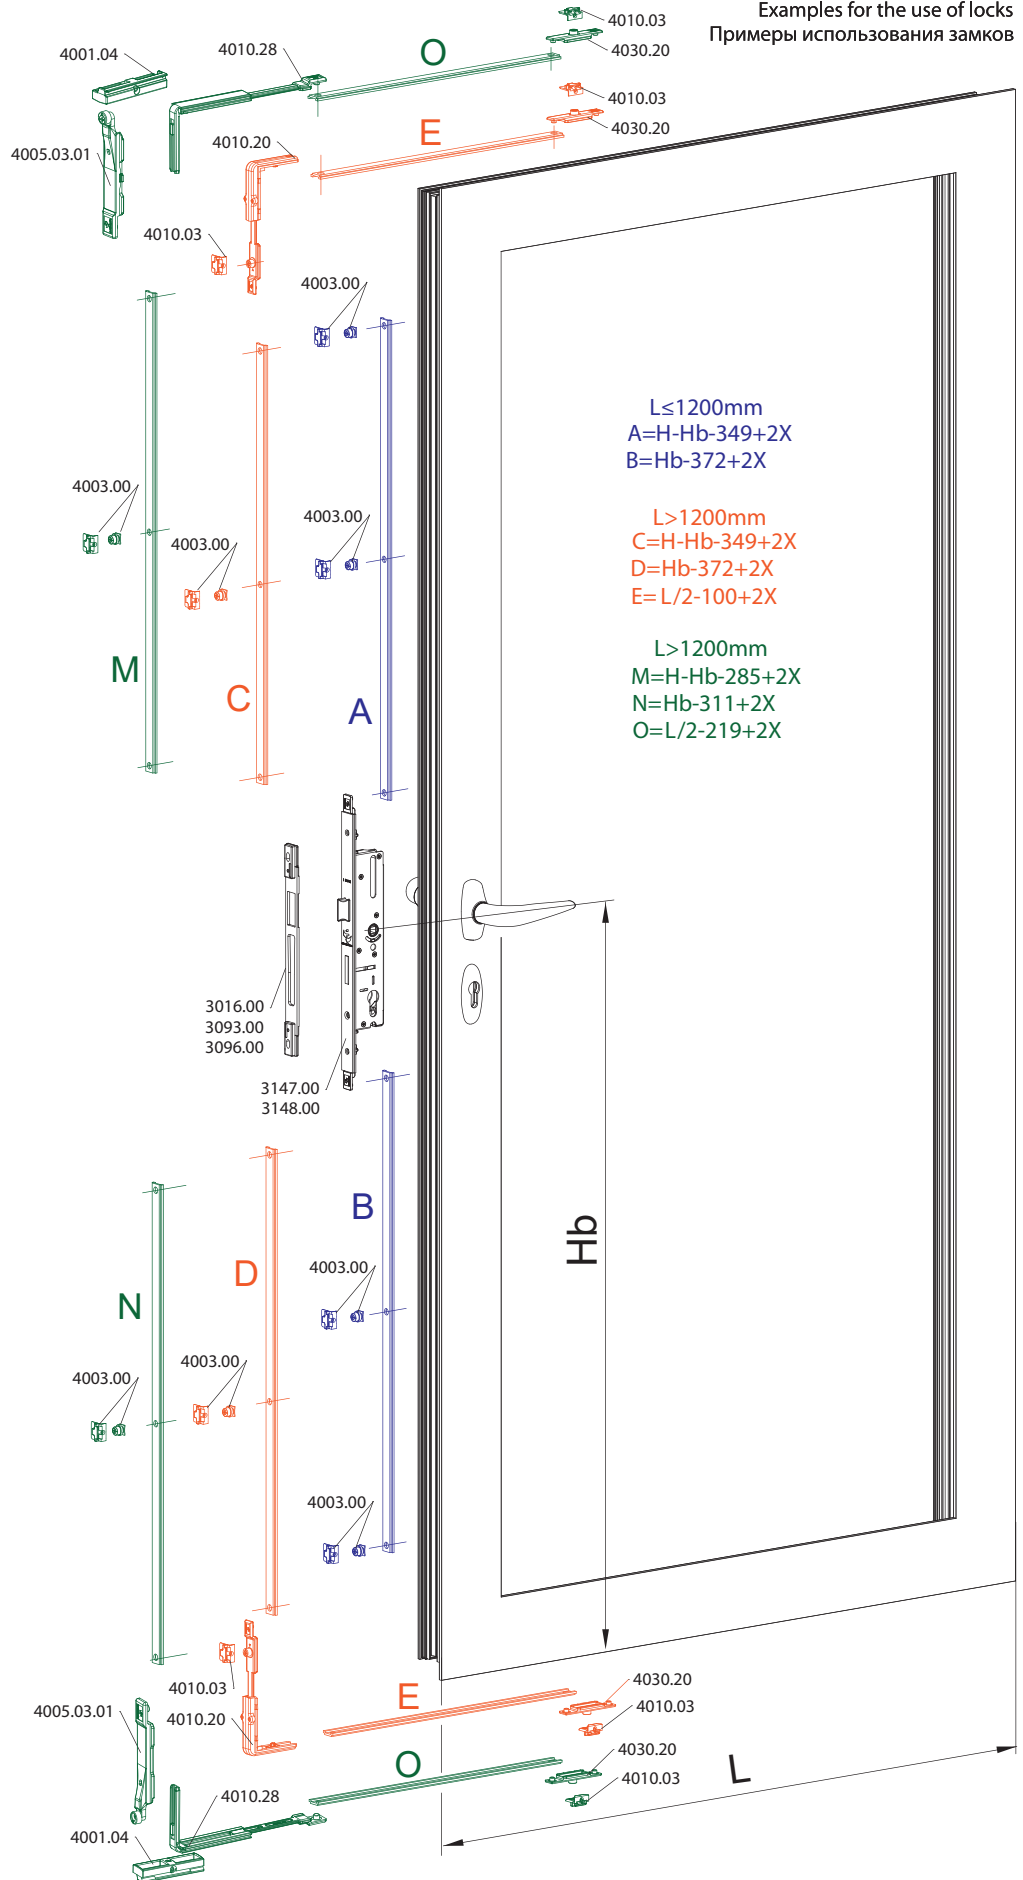 Examples for the use of locks
Примеры использования замков
4010.03
4030.20
4001.04
4010.28
O
4010.03
4030.20
E
4010.20
4005.03.01
4010.03
4003.00
L≤1200mm
A=H-Hb-349+2X
B=Hb-372+2X
4003.00
4003.00
4003.00
L>1200mm
C=H-Hb-349+2X
D=Hb-372+2X
E=L/2-100+2X
L>1200mm
M=H-Hb-285+2X
N=Hb-311+2X
O=L/2-219+2X
M
C
A
3016.00
3093.00
3096.00
3147.00
3148.00
B
Hb
D
N
4003.00
4003.00
4003.00
4003.00
4010.03
4010.20
4005.03.01
E
4030.20
4010.03
O
4030.20
4010.03
L
4010.28
4001.04